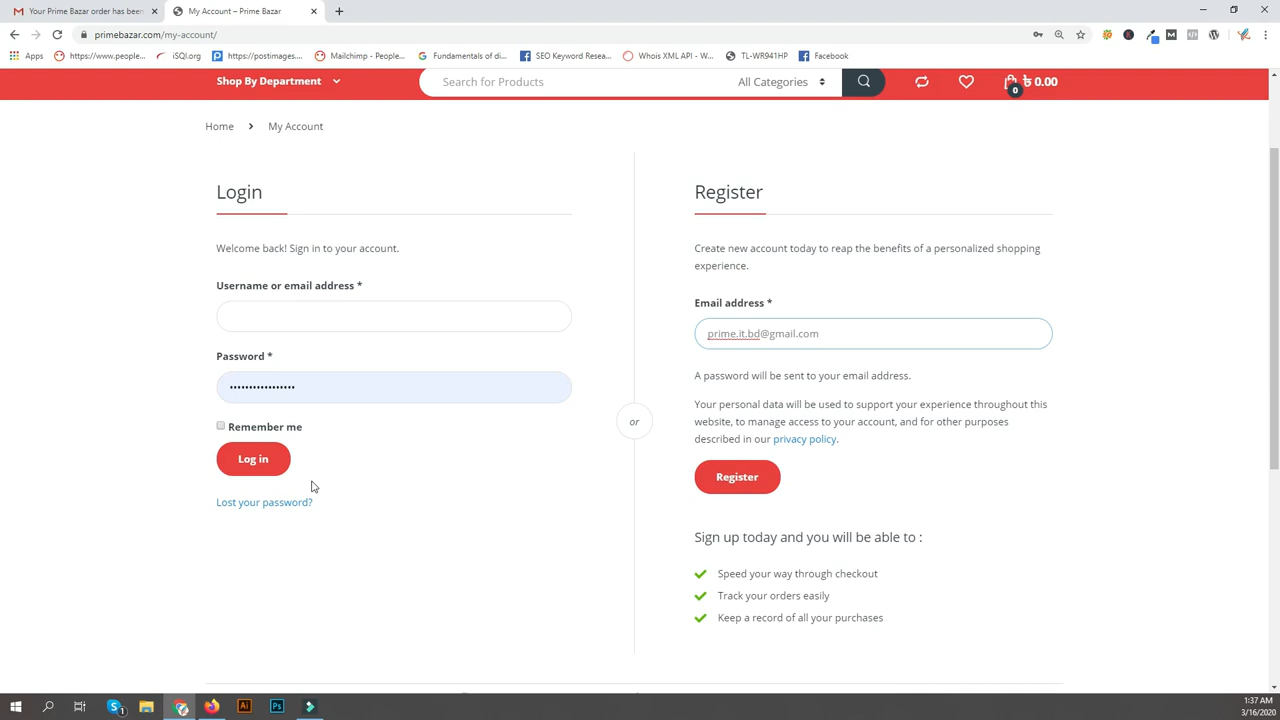 Your Prime Bazar order has been
My Account – Prime Bazar
primebazar.com/my-account/
Apps
https://www.people...
iSQI.org
https://postimages...
Mailchimp - People...
Fundamentals of di...
SEO Keyword Resea...
Whois XML API - W...
TL-WR941HP
Facebook
Shop By Department
Search for Products
All Categories
0
৳ 0.00
Home
My Account
Login
Welcome back! Sign in to your account.
Username or email address *
Password *
Remember me
Log in
Lost your password?
or
Register
Create new account today to reap the benefits of a personalized shopping
experience.
Email address *
prime.it.bd@gmail.com
A password will be sent to your email address.
Your personal data will be used to support your experience throughout this
website, to manage access to your account, and for other purposes
described in our privacy policy.
Register
Sign up today and you will be able to :
Speed your way through checkout
Track your orders easily
Keep a record of all your purchases
1:37 AM
3/16/2020